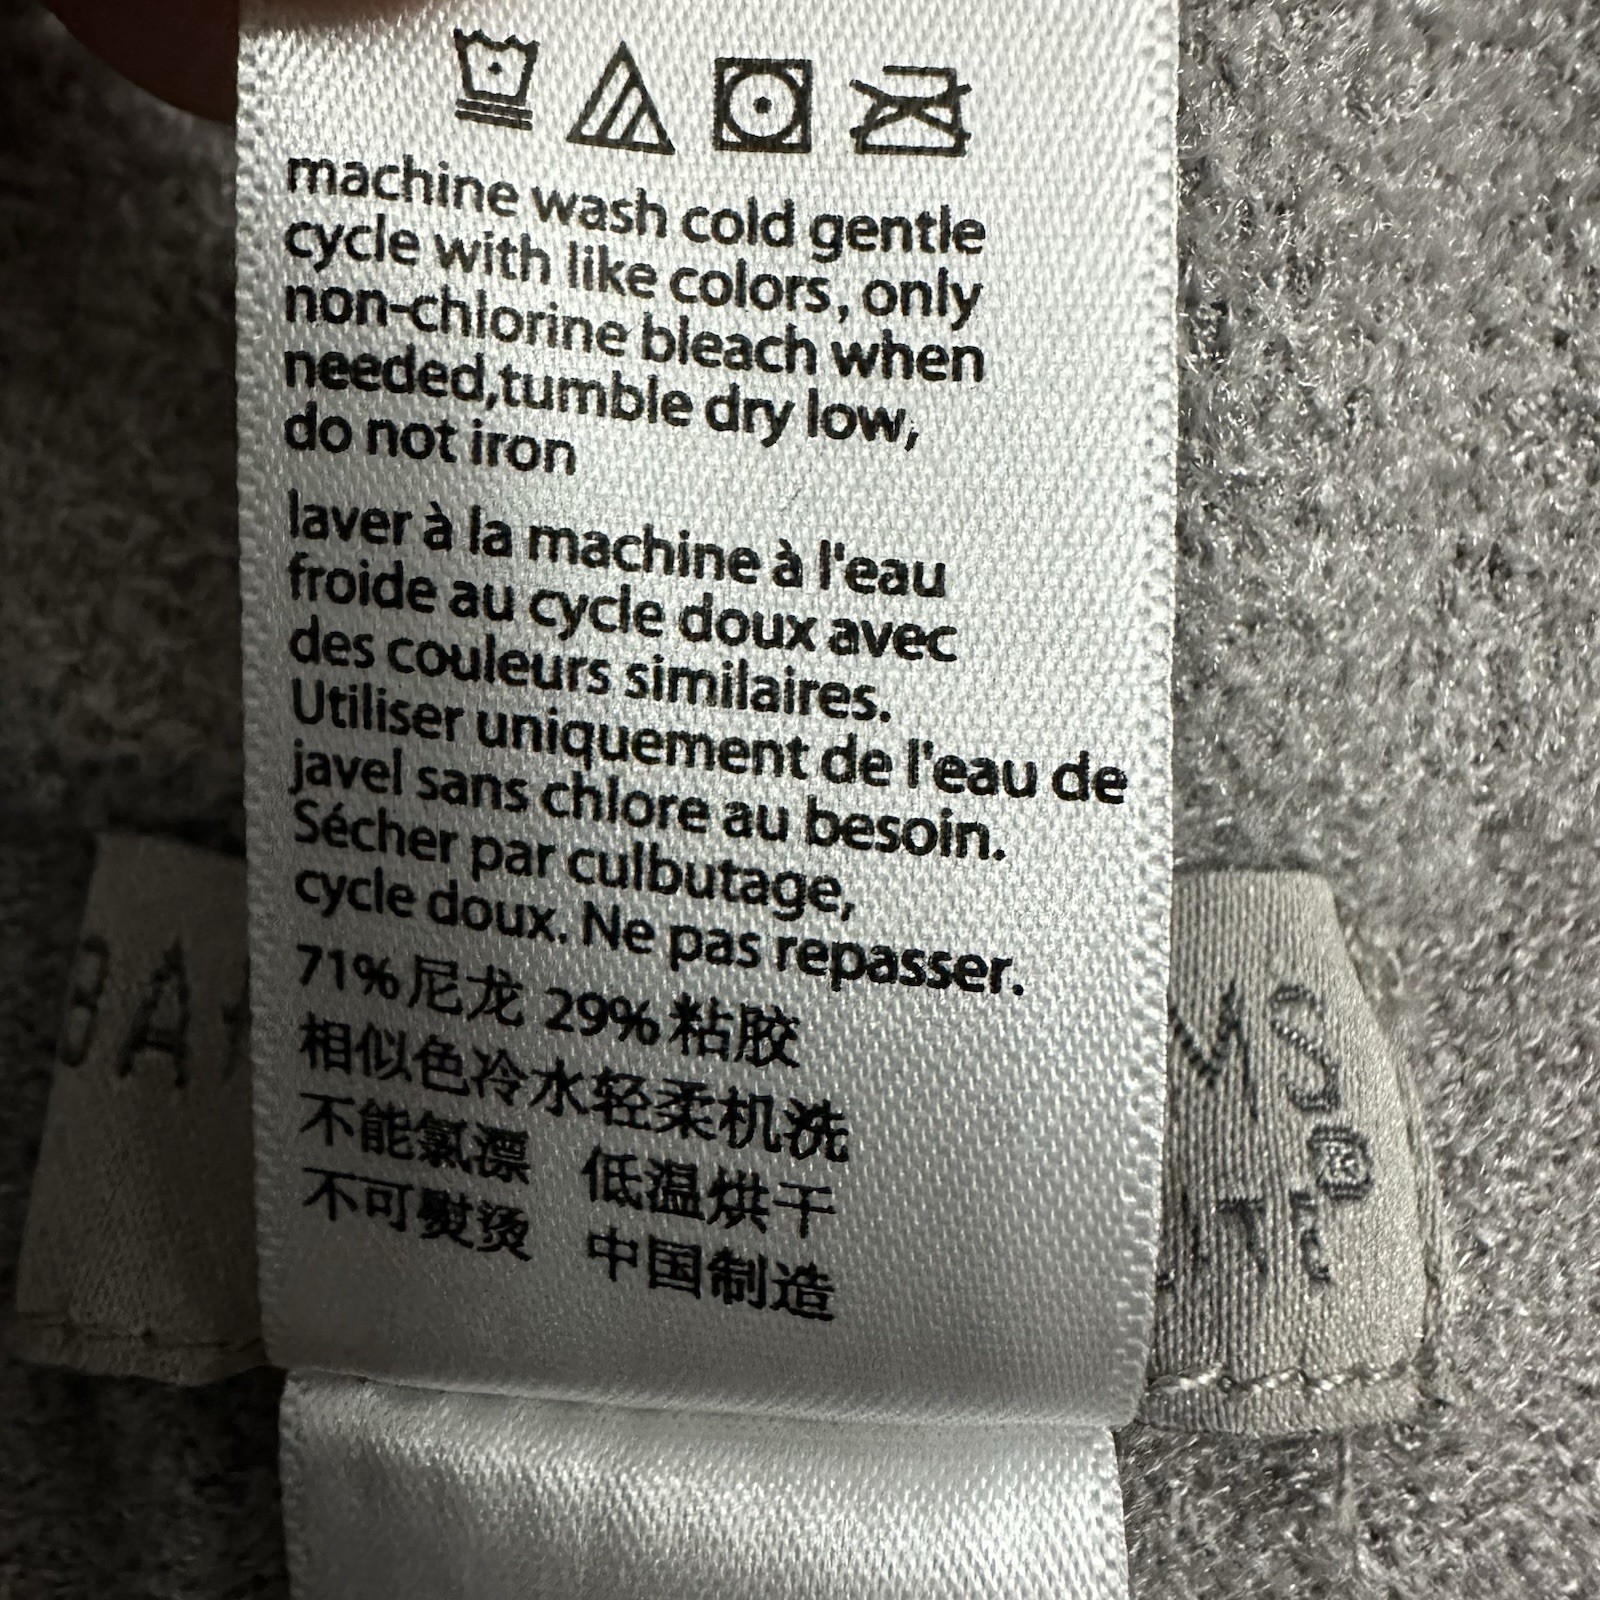 machine wash cold gentle
cycle with like colors, only
non-chlorine bleach when
needed,tumble dry low,
do not iron
laver à la machine à l'eau
froide au cycle doux avec
des couleurs similaires.
Utiliser uniquement de l'eau de
javel sans chlore au besoin.
Sécher par culbutage,
cycle doux. Ne pas repasser.
71%尼龙 29%粘胶
相似色冷水轻柔机洗
不能氯漂 低温烘干
不可熨烫 中国制造